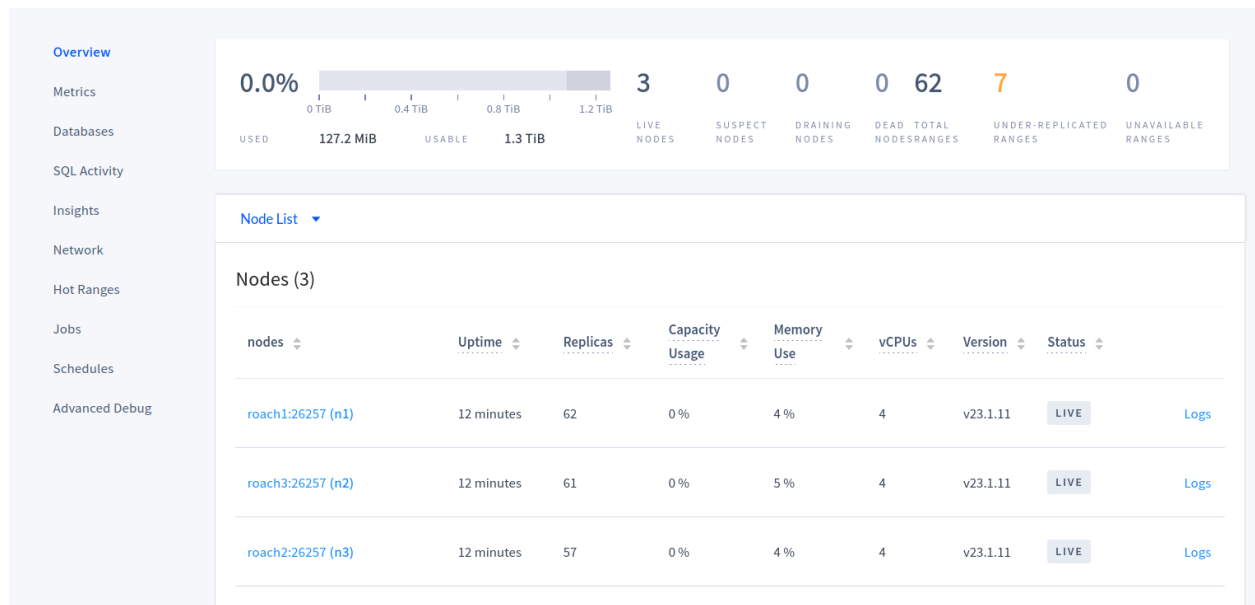 Overview
Metrics
Databases
SQL Activity
Insights
Network
Hot Ranges
Jobs
Schedules
Advanced Debug
0.0%
0 TiB 0.4 TiB 0.8 TiB 1.2 TiB
USED 127.2 MiB USABLE 1.3 TiB
3 0 0 0 62 7 0
LIVE SUSPECT DRAINING DEAD TOTAL UNDER-REPLICATED UNAVAILABLE
NODES NODES NODES NODES RANGES RANGES RANGES
Node List
Nodes (3)
nodes Uptime Replicas Capacity Usage Memory Use vCPUs Version Status
roach1:26257 (n1) 12 minutes 62 0 % 4 % 4 v23.1.11 LIVE Logs
roach3:26257 (n2) 12 minutes 61 0 % 5 % 4 v23.1.11 LIVE Logs
roach2:26257 (n3) 12 minutes 57 0 % 4 % 4 v23.1.11 LIVE Logs